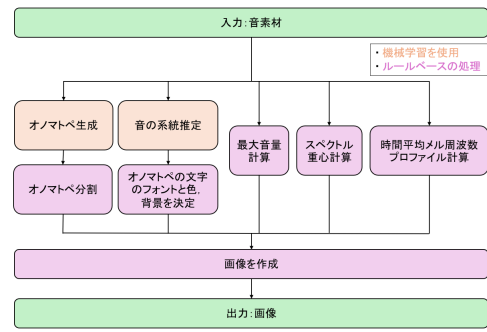 入力：音素材
・機械学習を使用
・ルールベースの処理
オノマトペ生成
音の系統推定
最大音量
計算
スペクトル
重心計算
時間平均メル周波数
プロファイル計算
オノマトペ分割
オノマトペの文字
のフォントと色，
背景を決定
画像を作成
出力：画像